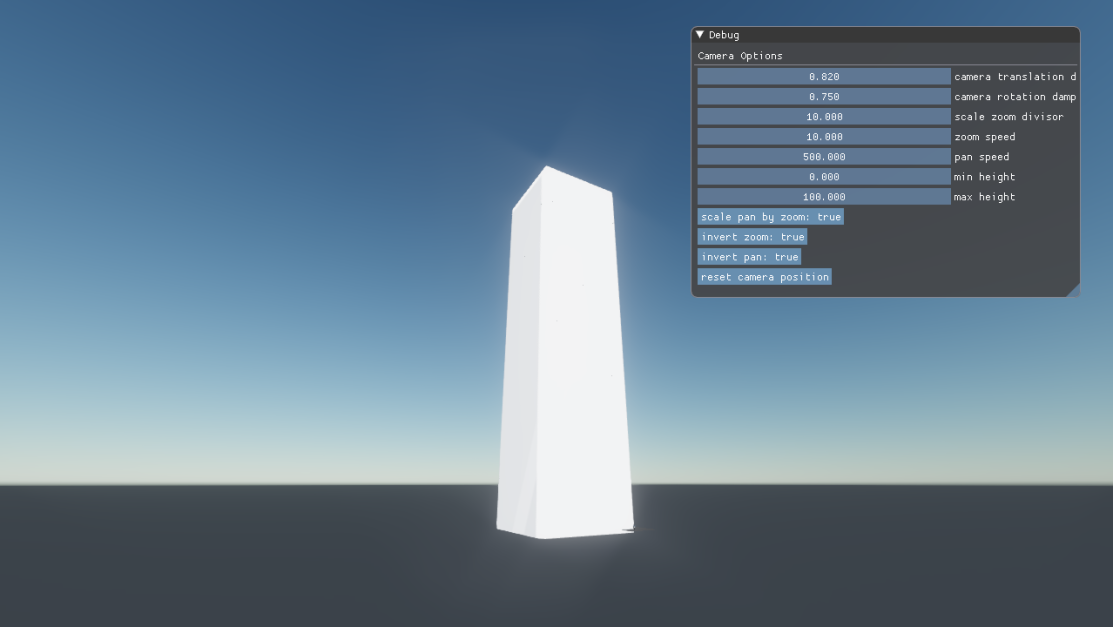 Debug
Camera Options
0.820 camera translation d
0.750 camera rotation damp
10.000 scale zoom divisor
10.000 zoom speed
500.000 pan speed
0.000 min height
100.000 max height
scale pan by zoom: true
invert zoom: true
invert pan: true
reset camera position